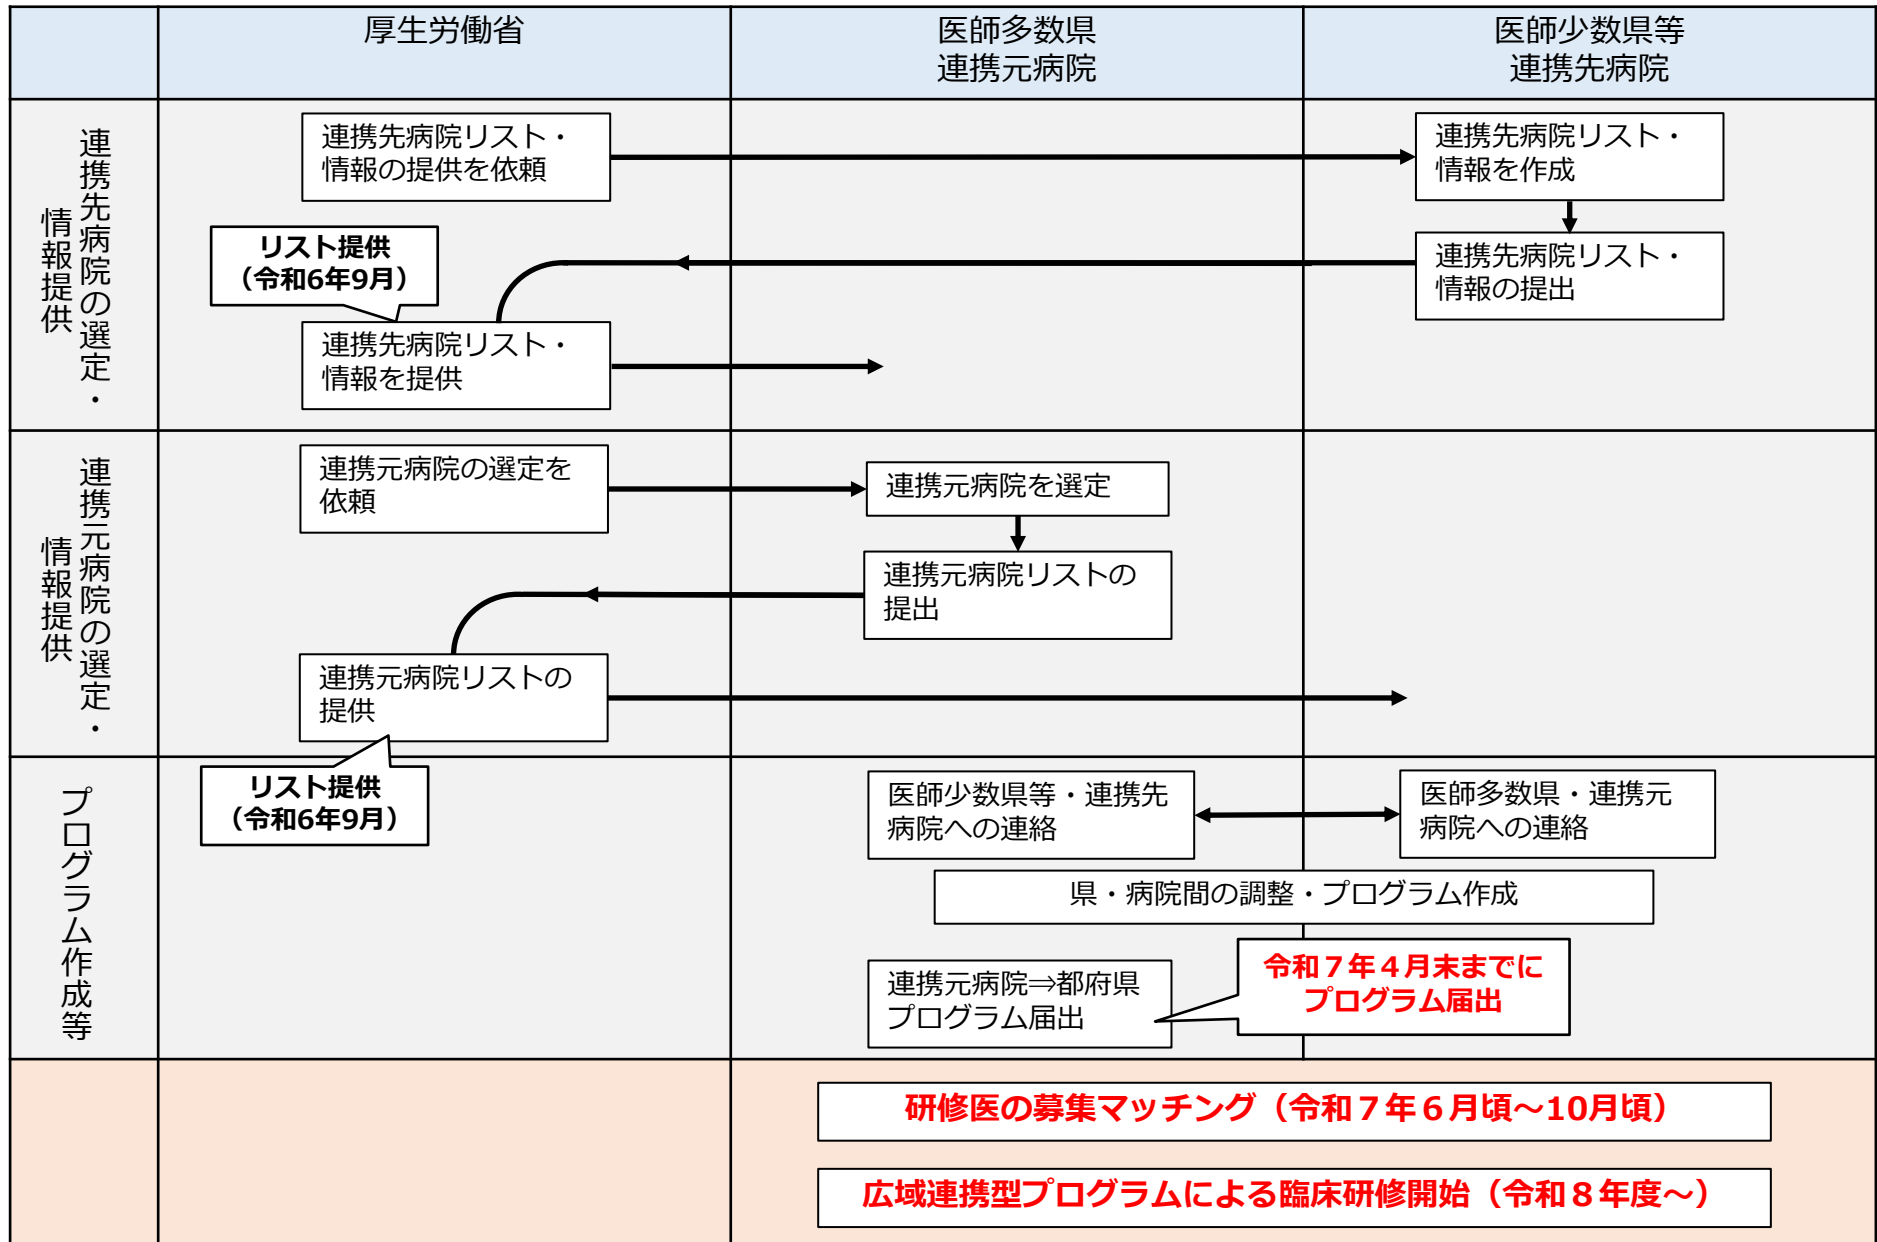 厚生労働省
医師多数県
連携元病院
医師少数県等
連携先病院
連携先病院の選定・
情報提供
連携先病院リスト・
情報の提供を依頼
連携先病院リスト・
情報を作成
リスト提供
（令和6年9月）
連携先病院リスト・
情報の提出
連携先病院リスト・
情報を提供
連携元病院の選定・
情報提供
連携元病院の選定を
依頼
連携元病院を選定
連携元病院リストの
提出
連携元病院リストの
提供
リスト提供
（令和6年9月）
プログラム作成等
医師少数県等・連携先
病院への連絡
医師多数県・連携元
病院への連絡
県・病院間の調整・プログラム作成
連携元病院⇒都府県
プログラム届出
令和７年４月末までに
プログラム届出
研修医の募集マッチング（令和７年６月頃～10月頃）
広域連携型プログラムによる臨床研修開始（令和８年度～）